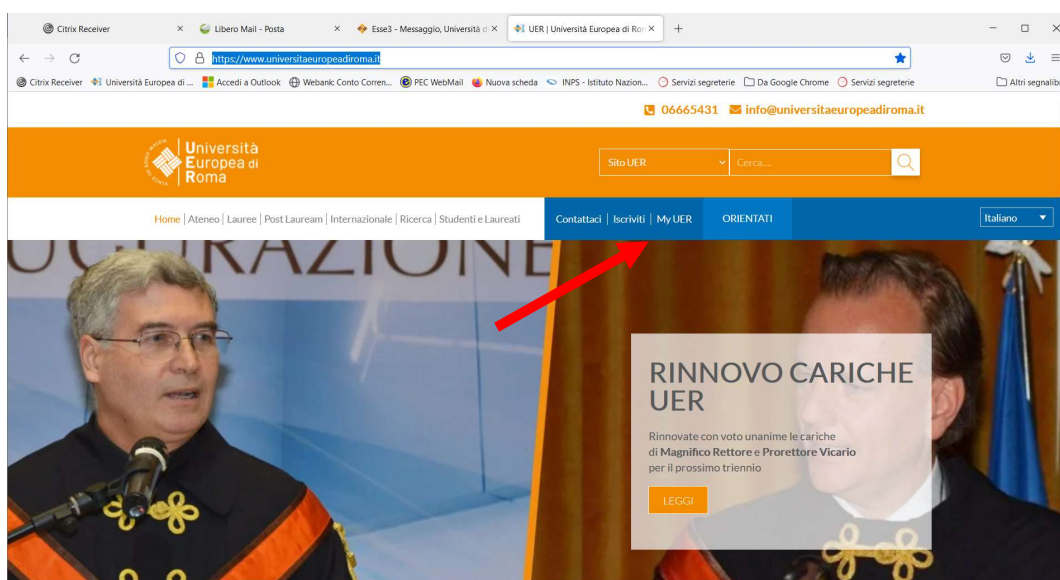 Citrix Receiver
Libero Mail - Posta
Esse3 - Messaggio, Università d
UER | Università Europea di Rom
https://www.universitaeuropeadiroma.it
Citrix Receiver Università Europea di ... Accedi a Outlook Webank Conto Corren... PEC WebMail Nuova scheda INPS - Istituto Nazion... Servizi segreterie Da Google Chrome Servizi segreterie Altri segnalibr
06665431 info@universitaeuropeadiroma.it
Università
Europea di
Roma
Sito UER Cerca...
Home | Ateneo | Lauree | Post Lauream | Internazionale | Ricerca | Studenti e Laureati Contattaci | Iscriviti | My UER ORIENTATI Italiano
UGURAZIONE
RINNOVO CARICHE
UER
Rinnovate con voto unanime le cariche
di Magnifico Rettore e Prorettore Vicario
per il prossimo triennio
LEGGI